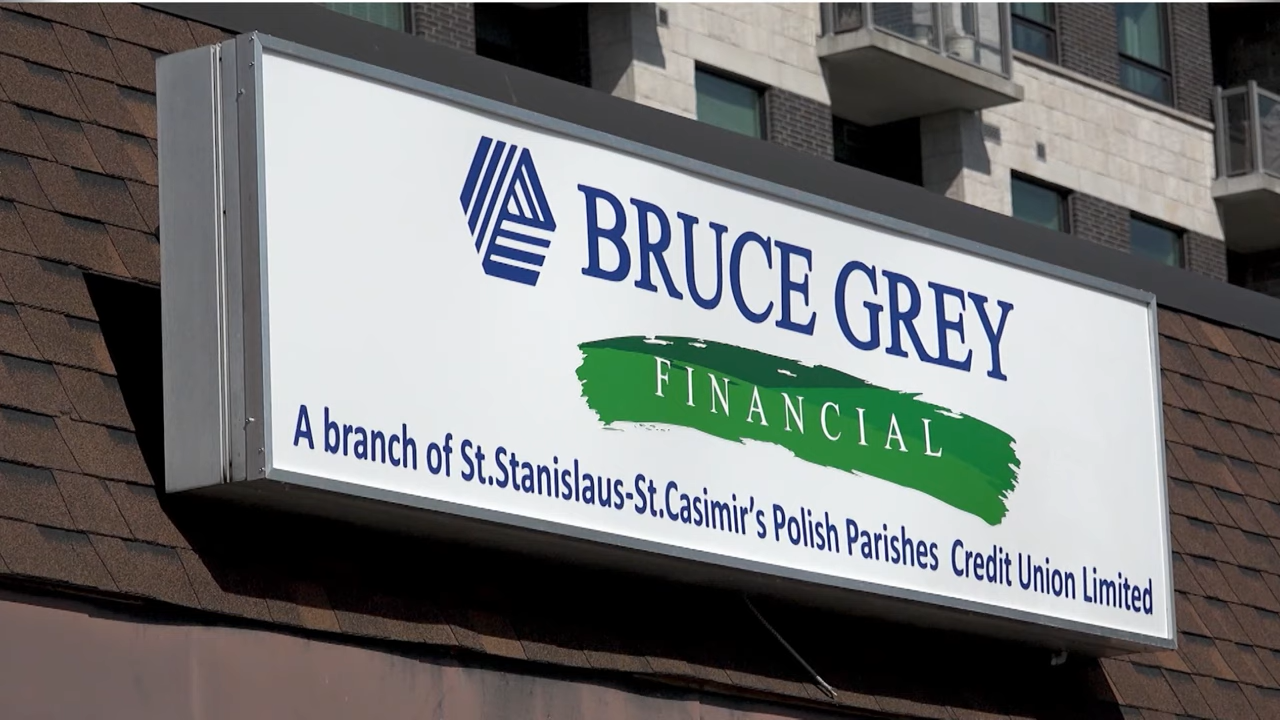 BRUCE GREY
FINANCIAL
A branch of St.Stanislaus-St.Casimir's Polish Parishes Credit Union Limited